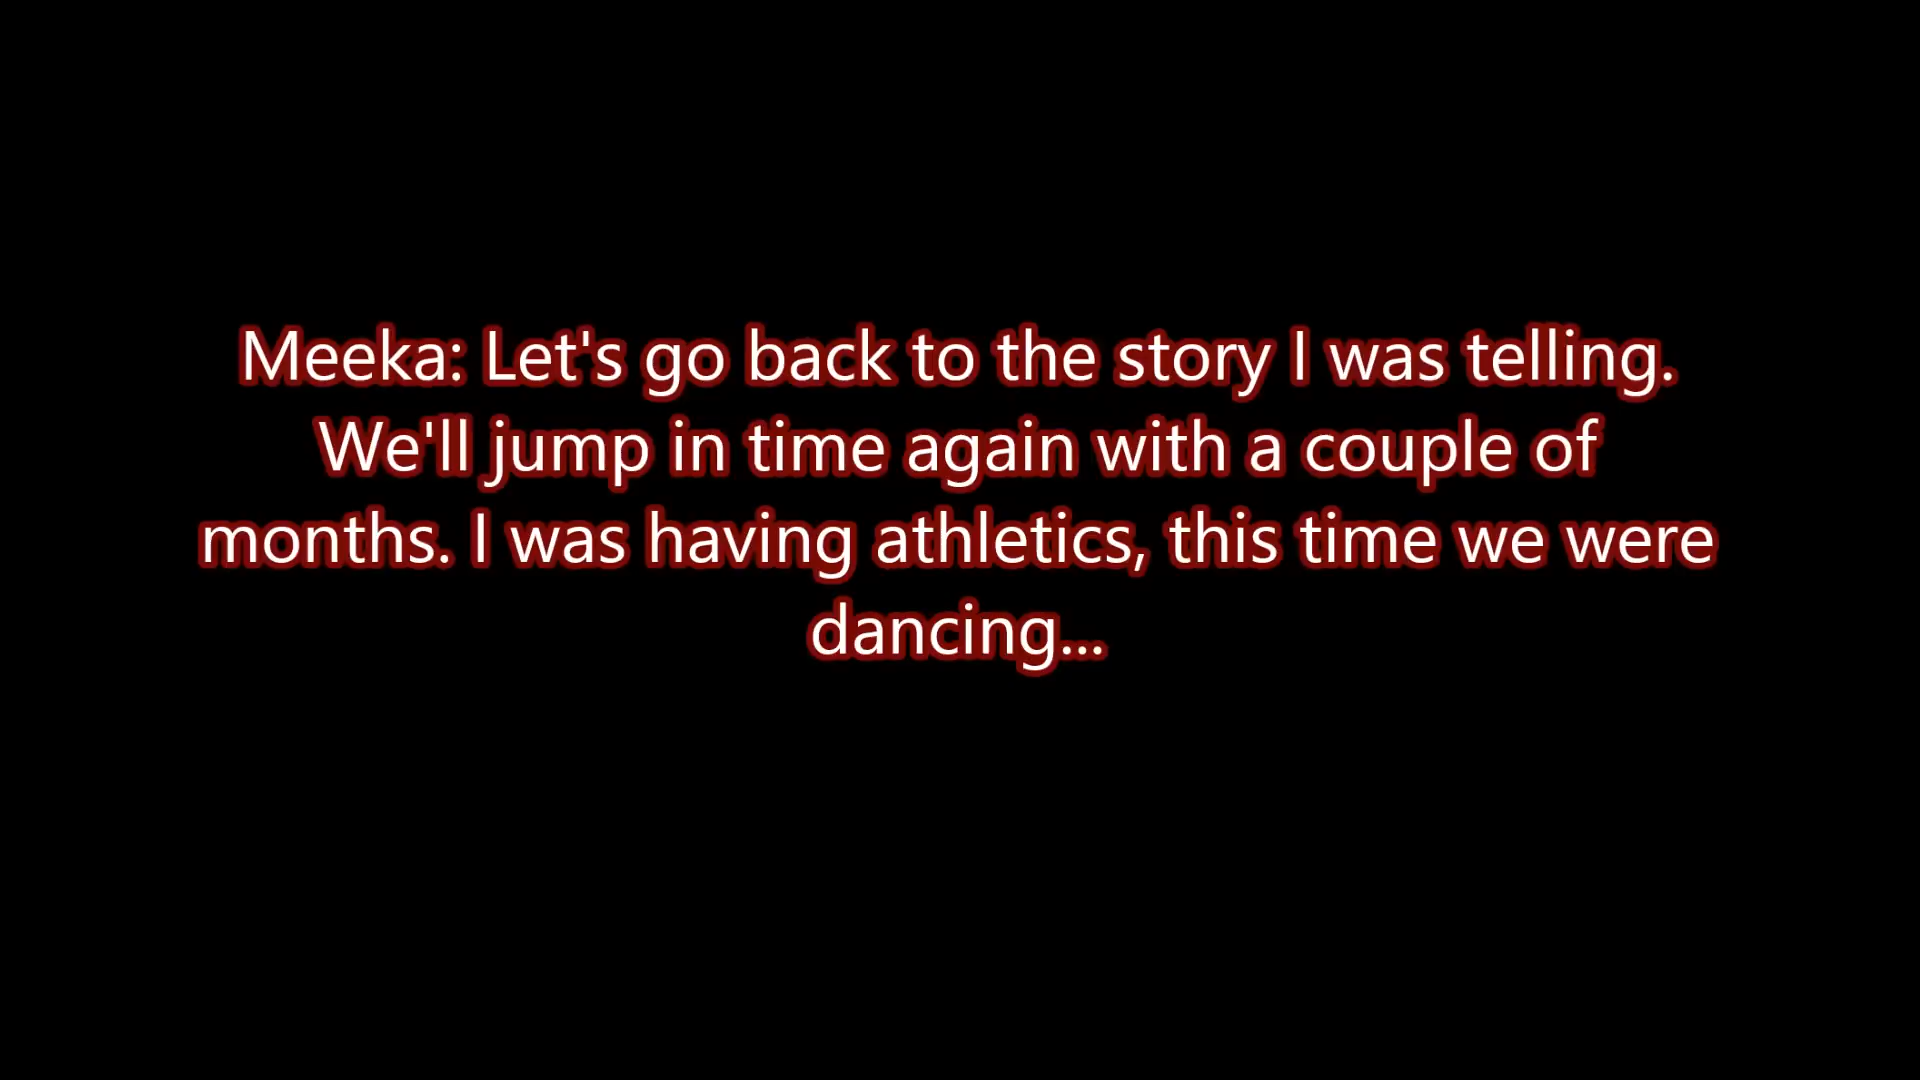 Meeka: Let's go back to the story I was telling.
We'll jump in time again with a couple of
months. I was having athletics, this time we were
dancing...